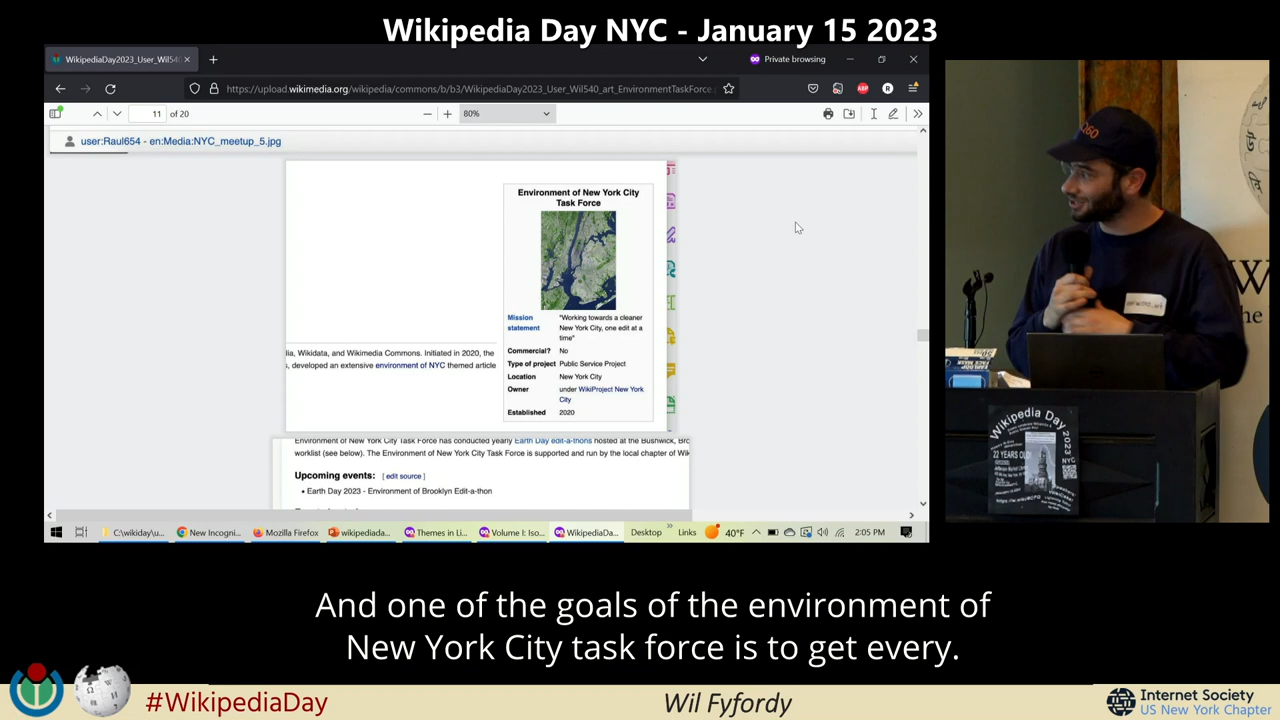 Wikipedia Day NYC - January 15 2023
WikipediaDay2023_User_Wil540
Private browsing
https://upload.wikimedia.org/wikipedia/commons/b/b3/WikipediaDay2023_User_Wil540_art_EnvironmentTaskForce.
11 of 20
80%
user:Raul654 - en:Media:NYC_meetup_5.jpg
Environment of New York City
Task Force
Mission statement "Working towards a cleaner New York City, one edit at a time"
Commercial? No
Type of project Public Service Project
Location New York City
Owner under WikiProject New York City
Established 2020
lia, Wikidata, and Wikimedia Commons. Initiated in 2020, the
s, developed an extensive environment of NYC themed article
Environment of New York City Task Force has conducted yearly Earth Day edit-a-thons hosted at the Bushwick, Brc
worklist (see below). The Environment of New York City Task Force is supported and run by the local chapter of Wik
Upcoming events: [ edit source ]
• Earth Day 2023 - Environment of Brooklyn Edit-a-thon
C:\wikiday\u... New Incogni... Mozilla Firefox wikipediada... Themes in Li... Volume I: Iso... WikipediaDa... Desktop Links 40°F 2:05 PM
Wikipedia Day
2023
NYC
22 YEARS OLD!
And one of the goals of the environment of
New York City task force is to get every.
#WikipediaDay
Wil Fyfordy
Internet Society
US New York Chapter